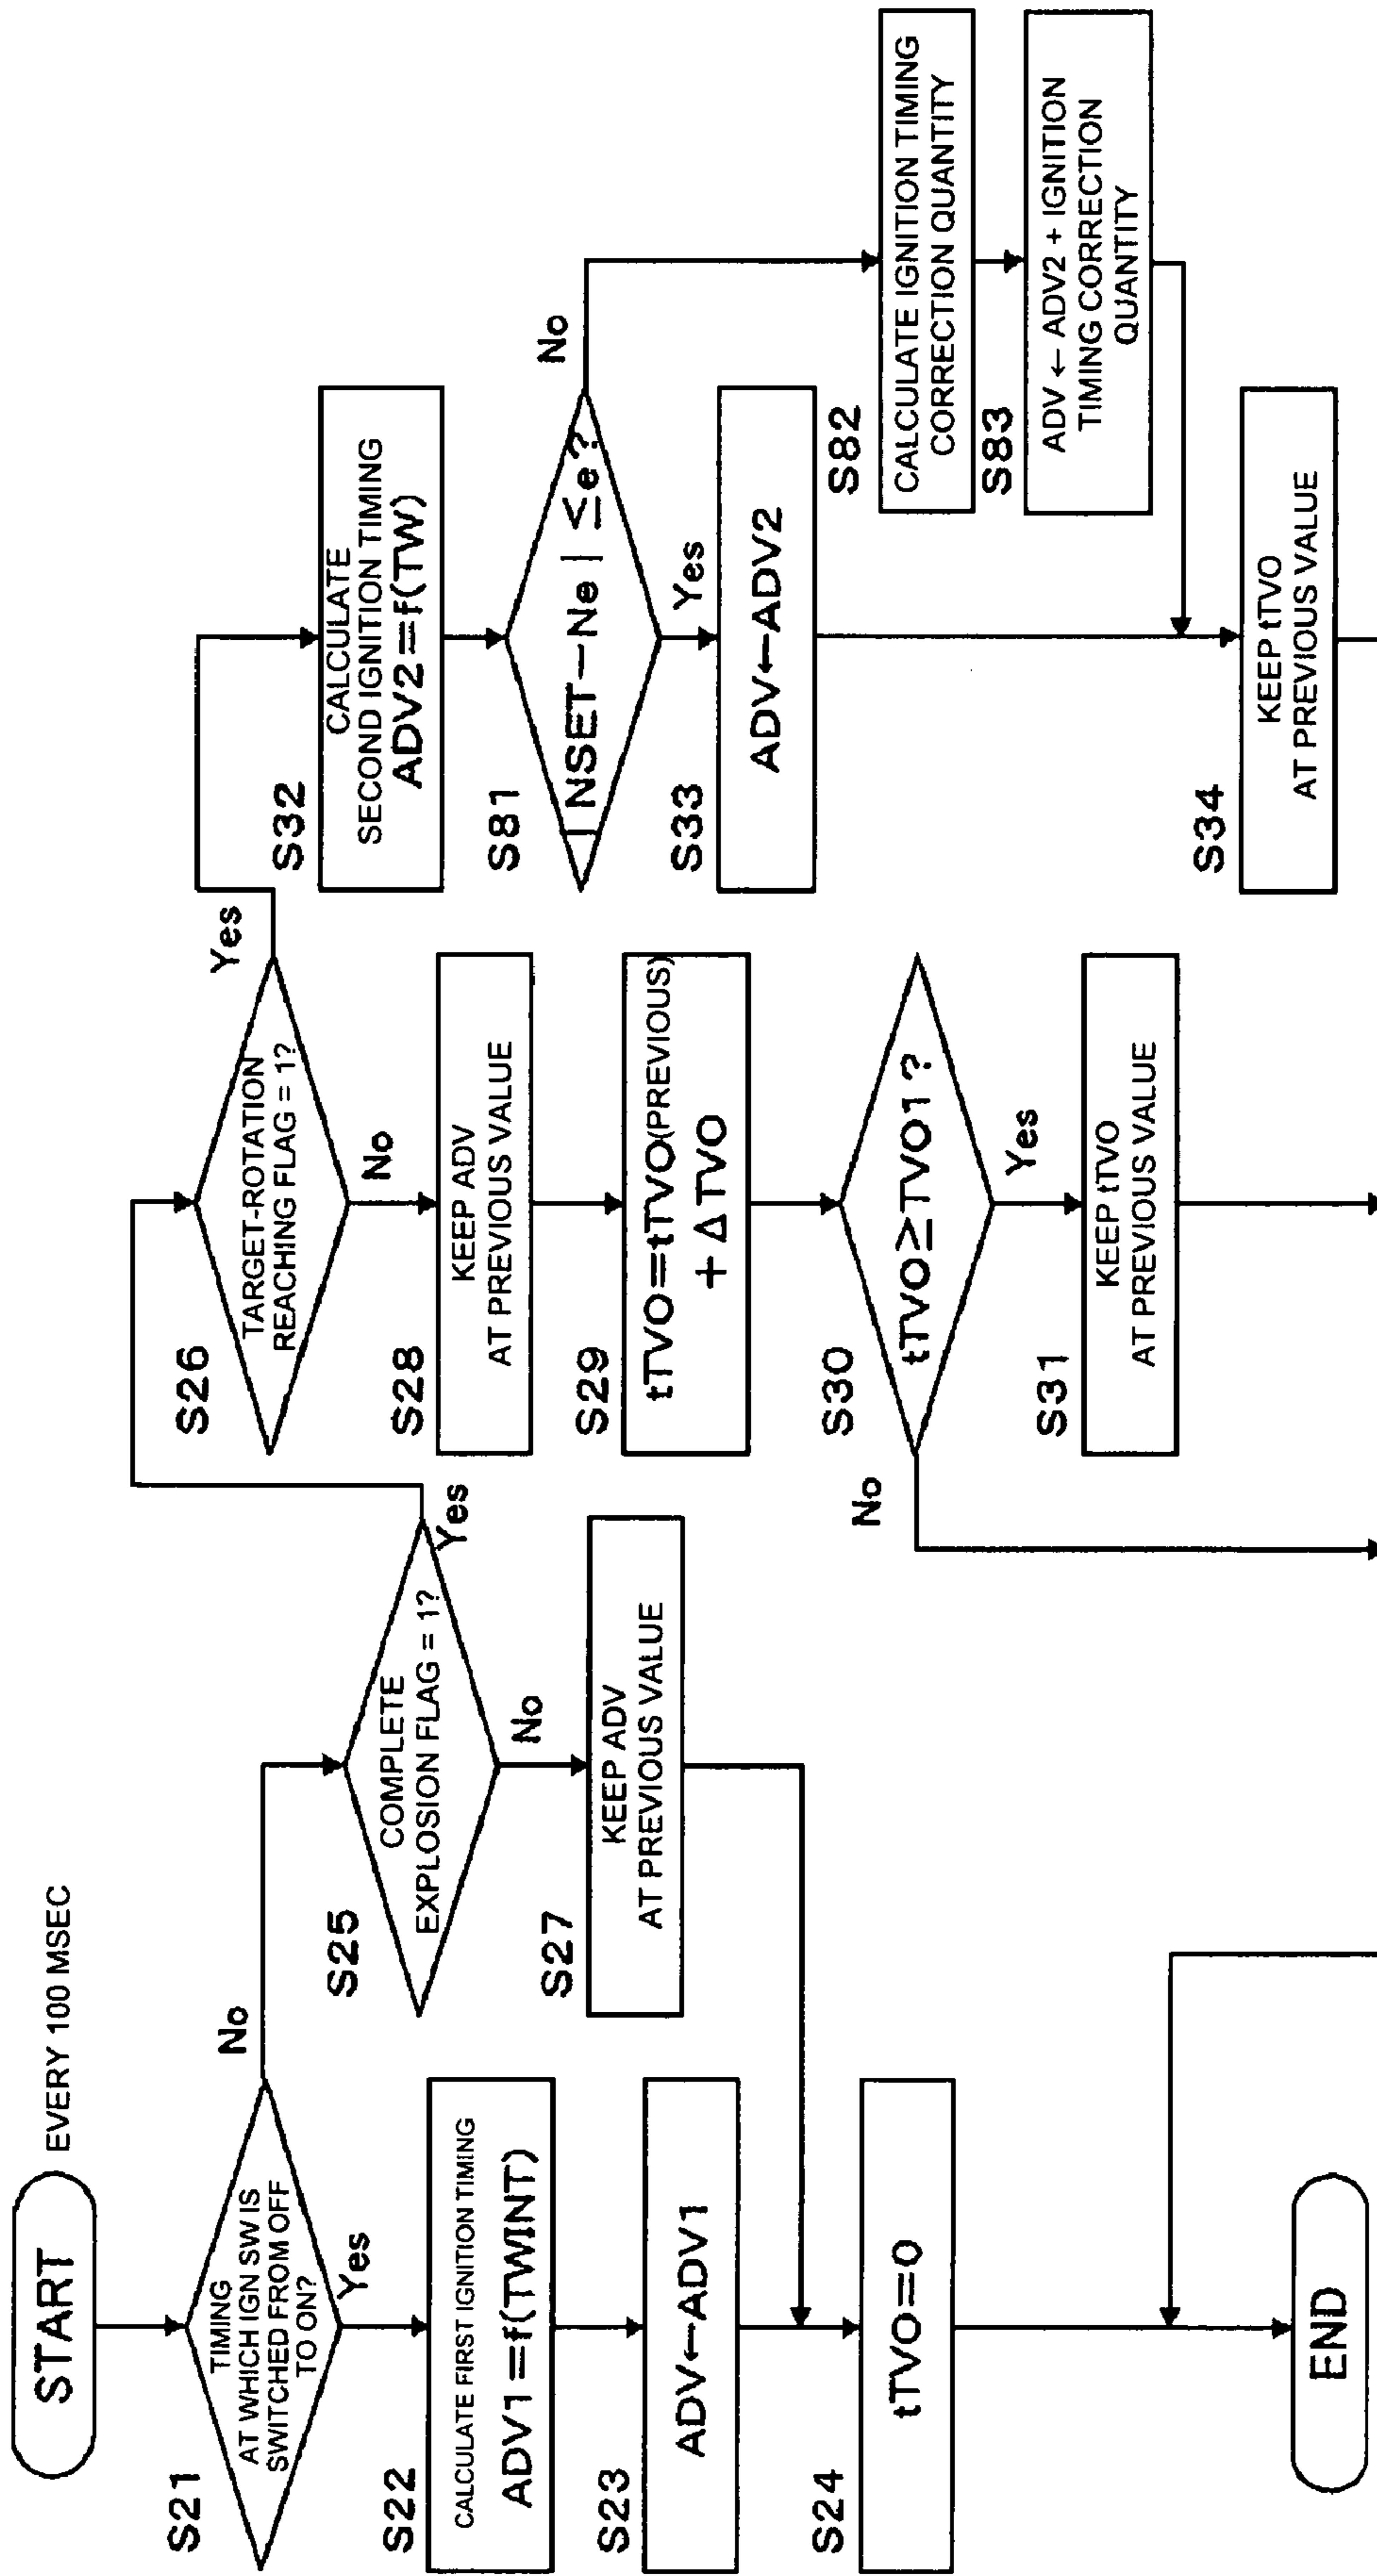 START
EVERY 100 MSEC
S21
TIMING
AT WHICH IGN SW IS
SWITCHED FROM OFF
TO ON?
No
Yes
S22
CALCULATE FIRST IGNITION TIMING
ADV1=f(TWINT)
S23
ADV←ADV1
S24
tTVO=0
END
S25
COMPLETE
EXPLOSION FLAG = 1?
Yes
No
S27
KEEP ADV
AT PREVIOUS VALUE
S26
TARGET-ROTATION
REACHING FLAG = 1?
Yes
No
S28
KEEP ADV
AT PREVIOUS VALUE
S29
tTVO=tTVO(PREVIOUS)
+ΔTVO
S30
tTVO≥TVO1?
No
Yes
S31
KEEP tTVO
AT PREVIOUS VALUE
S32
CALCULATE
SECOND IGNITION TIMING
ADV2=f(TW)
S81
|NSET−Ne|≤e?
No
Yes
S33
ADV←ADV2
S82
CALCULATE IGNITION TIMING
CORRECTION QUANTITY
S83
ADV ← ADV2 + IGNITION
TIMING CORRECTION
QUANTITY
S34
KEEP tTVO
AT PREVIOUS VALUE